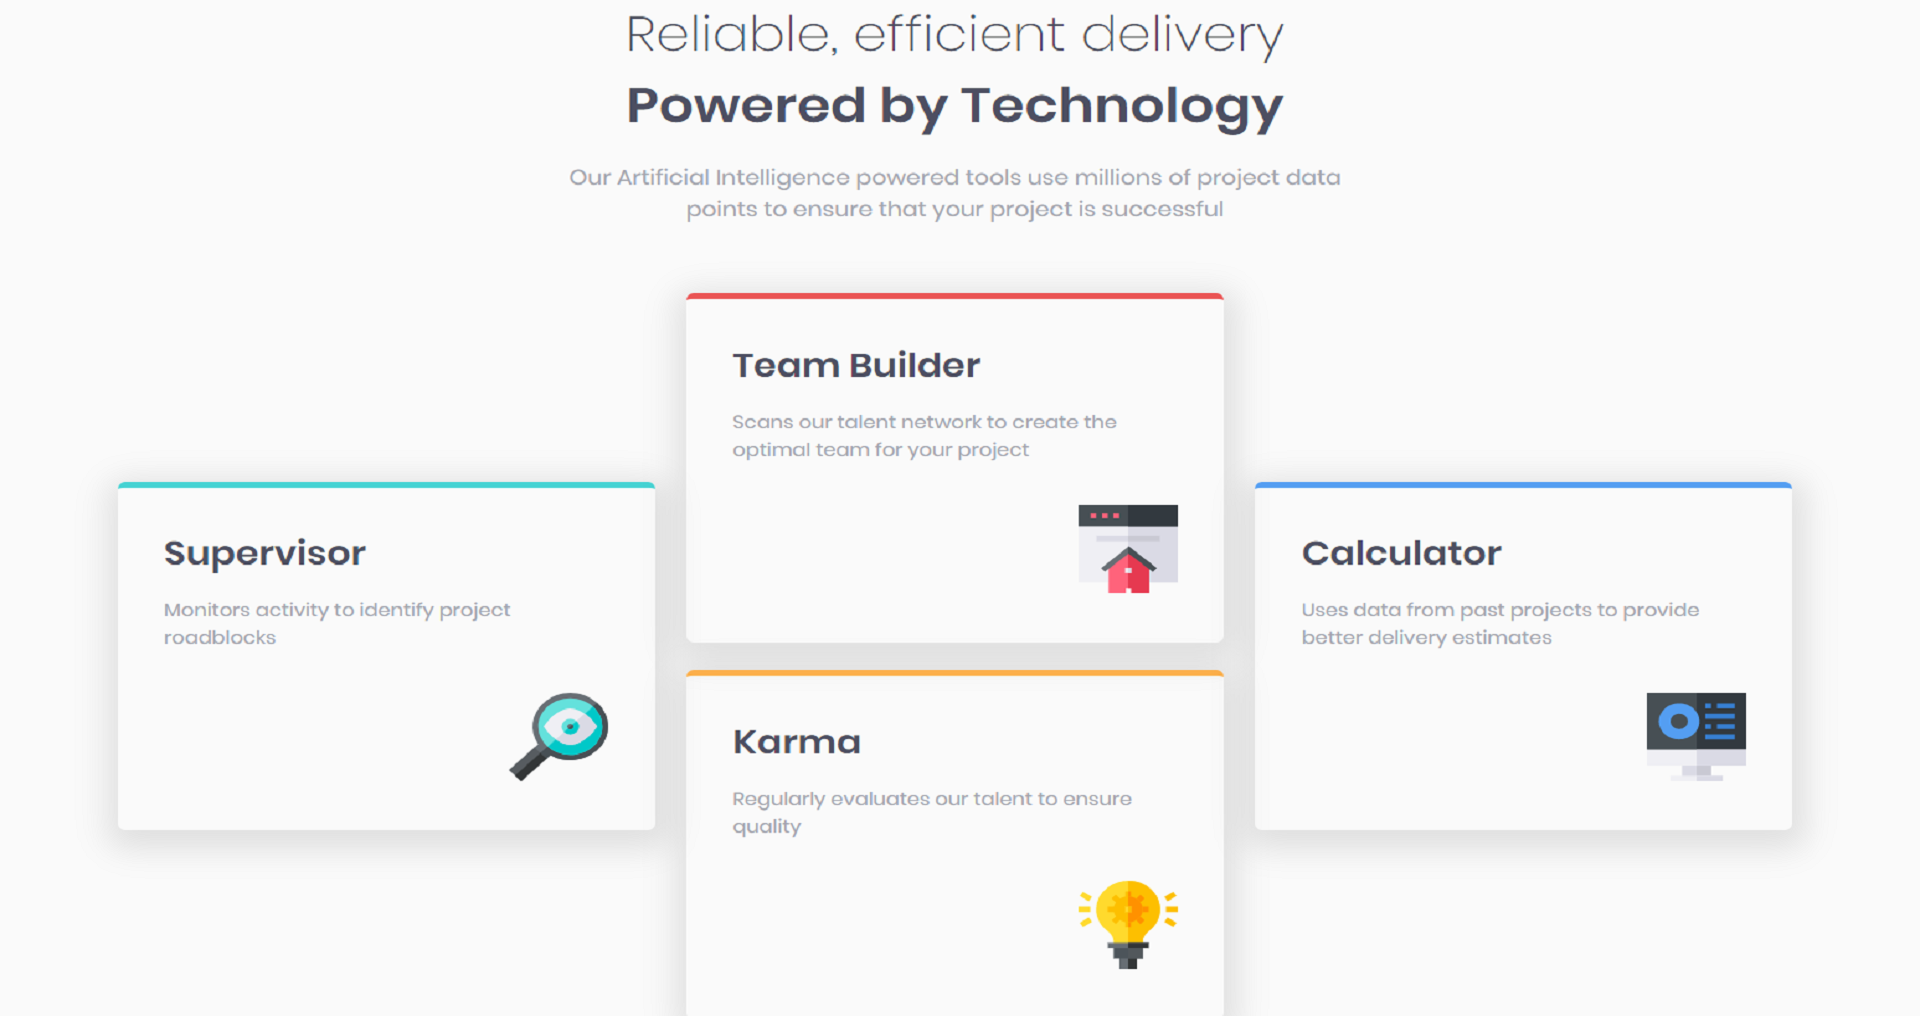 Reliable, efficient delivery
Powered by Technology
Our Artificial Intelligence powered tools use millions of project data
points to ensure that your project is successful
Supervisor
Monitors activity to identify project
roadblocks
Team Builder
Scans our talent network to create the
optimal team for your project
Karma
Regularly evaluates our talent to ensure
quality
Calculator
Uses data from past projects to provide
better delivery estimates